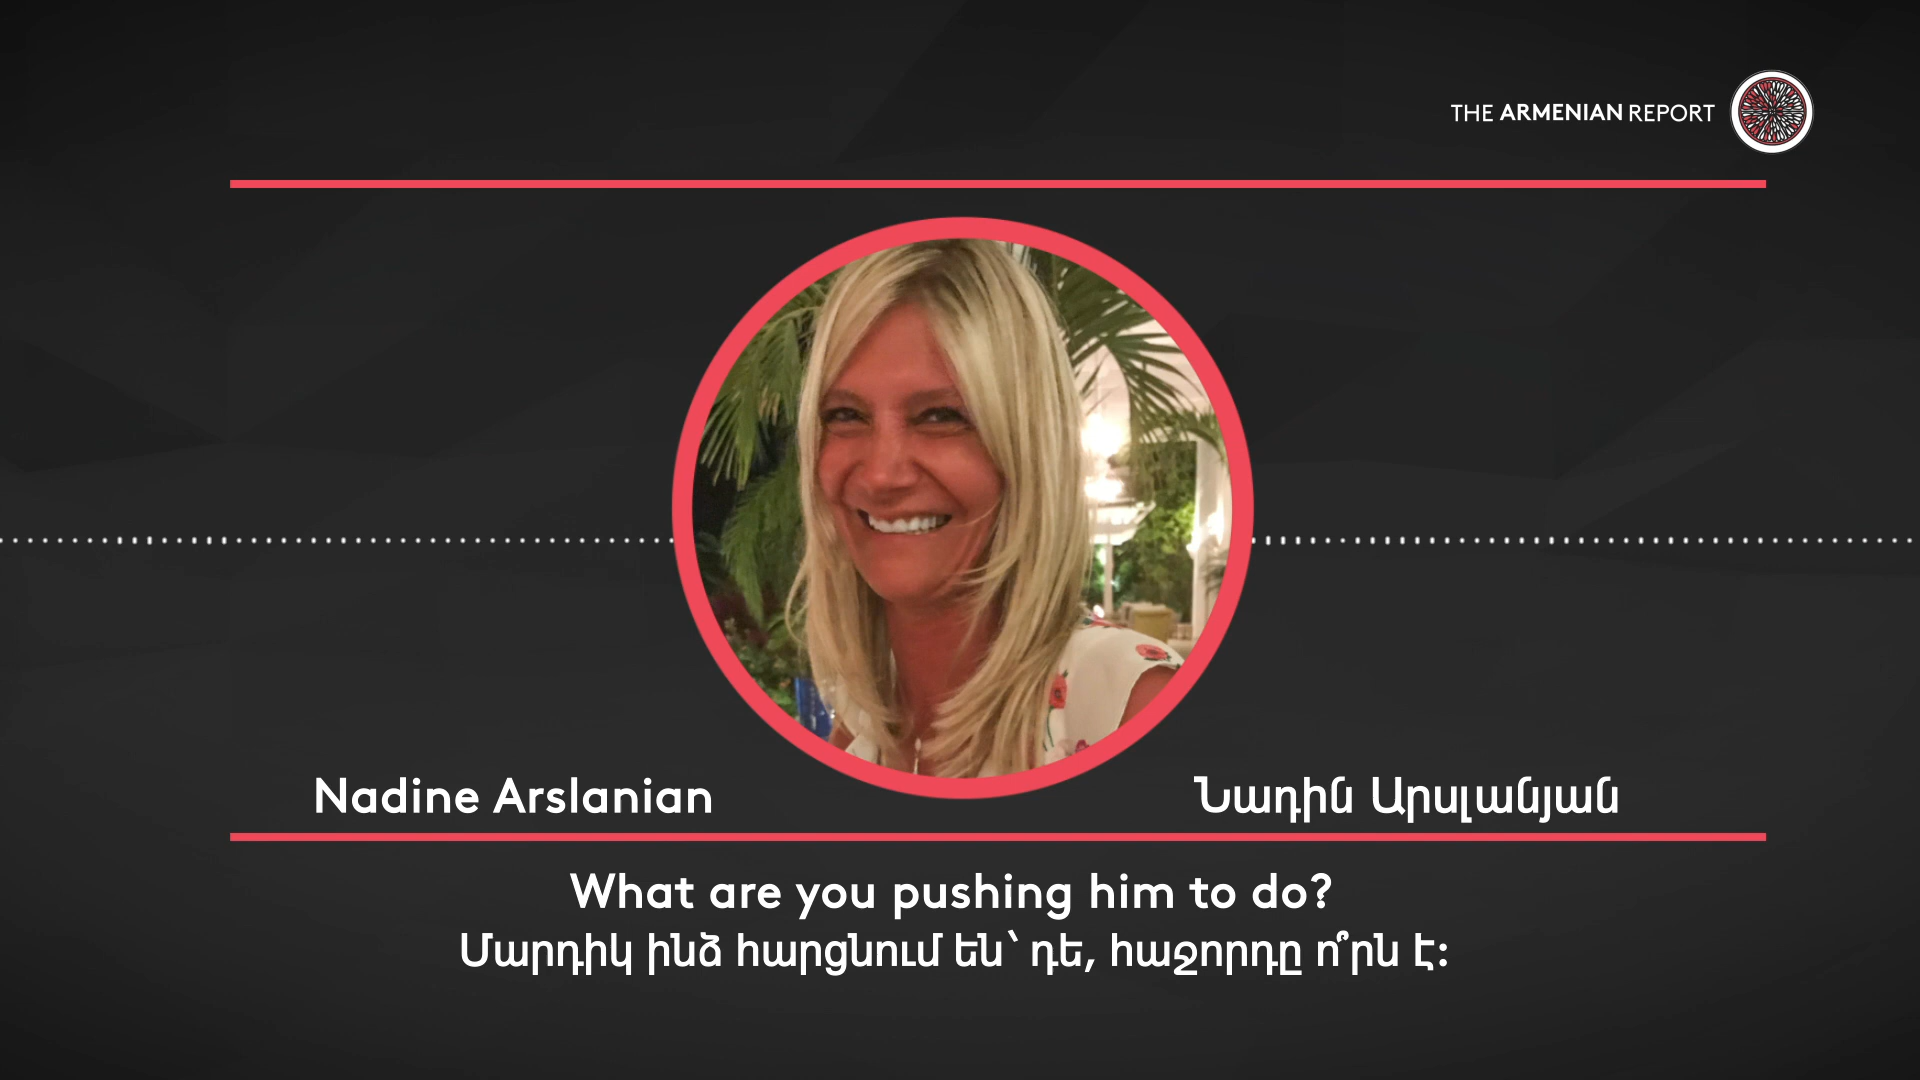 THE ARMENIAN REPORT
Nadine Arslanian
Նադին Արսլանյան
What are you pushing him to do?
Մարդիկ ինձ հարցնում են՝ դե, հաջորդը ո՞րն է: